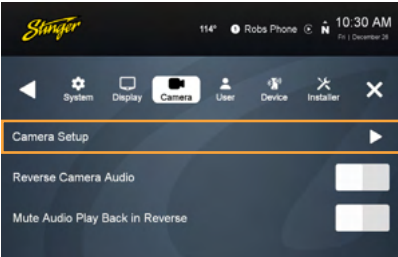 Stinger
114° Robs Phone N 10:30 AM
Fri | December 28
System Display Camera User Device Installer
Camera Setup
Reverse Camera Audio
Mute Audio Play Back in Reverse